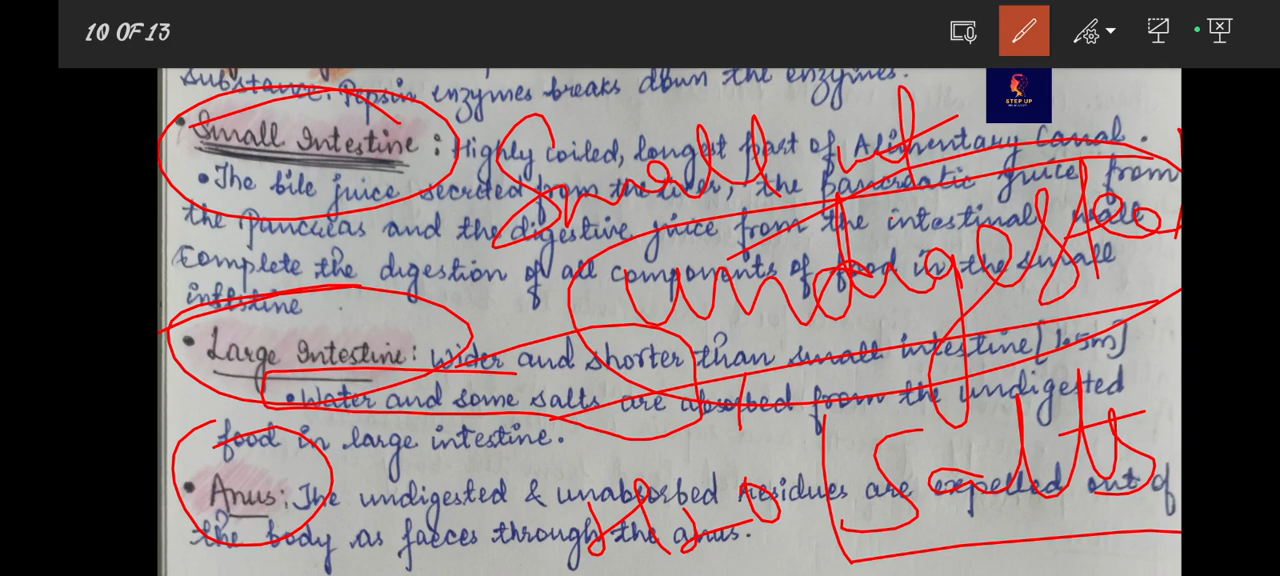 10 OF 13
substance. Pepsin enzymes breaks down the enzymes.
STEP UP
• Small Intestine : Highly coiled, longest part of Alimentary Canal.
• The bile juice secreted from the liver, the pancreatic juice from
the Pancreas and the digestive juice from the intestinal wall
Complete the digestion of all components of food in the small
intestine.
• Large Intestine: wider and shorter than small intestine [1.5m]
• Water and some salts are absorbed from the undigested
food in large intestine.
• Anus: The undigested & unabsorbed residues are expelled out of
the body as faeces through the anus.
Small int
undigested
Salts